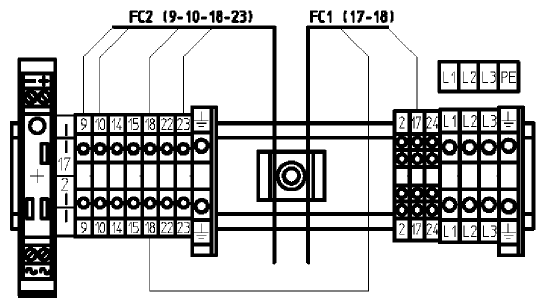 FC2 (9-10-18-23) FC1 (17-18)
L1 L2 L3 PE
9 10 14 15 18 22 23
2 17 24 L1 L2 L3
17
2
9 10 14 15 18 22 23
2 17 24 L1 L2 L3